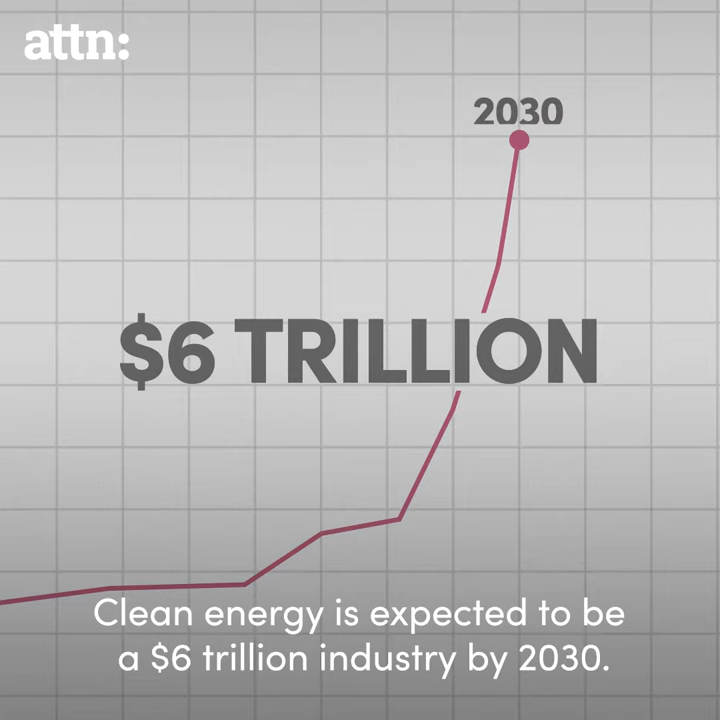 attn:
2030
$6 TRILLION
Clean energy is expected to be
a $6 trillion industry by 2030.